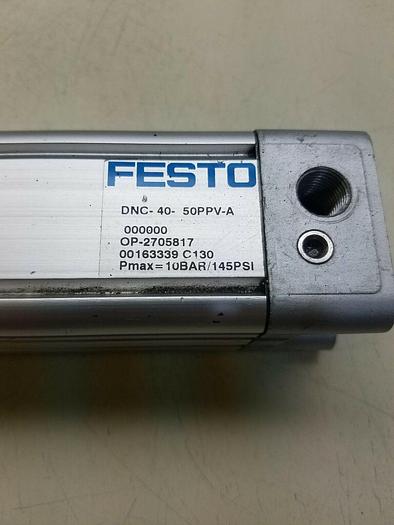 FESTO
DNC- 40- 50PPV-A
000000
OP-2705817
00163339 C130
Pmax=10BAR/145PSI